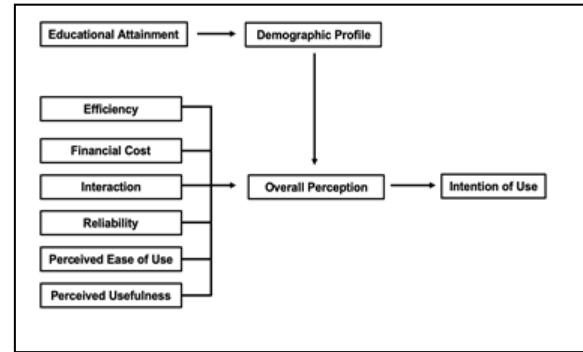 Educational Attainment
Demographic Profile
Efficiency
Financial Cost
Interaction
Overall Perception
Intention of Use
Reliability
Perceived Ease of Use
Perceived Usefulness